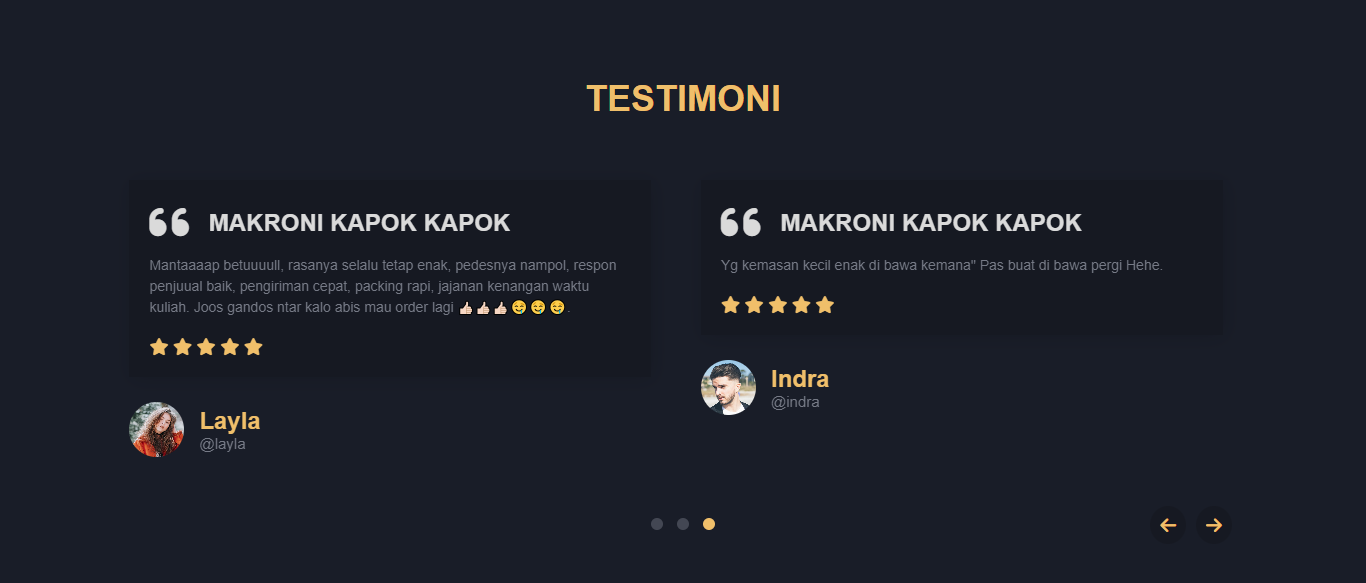 TESTIMONI
MAKRONI KAPOK KAPOK
Mantaaaap betuuuull, rasanya selalu tetap enak, pedesnya nampol, respon
penjuual baik, pengiriman cepat, packing rapi, jajanan kenangan waktu
kuliah. Joos gandos ntar kalo abis mau order lagi 👍🏻👍🏻👍🏻😊🤤😊.
Layla
@layla
MAKRONI KAPOK KAPOK
Yg kemasan kecil enak di bawa kemana" Pas buat di bawa pergi Hehe.
Indra
@indra